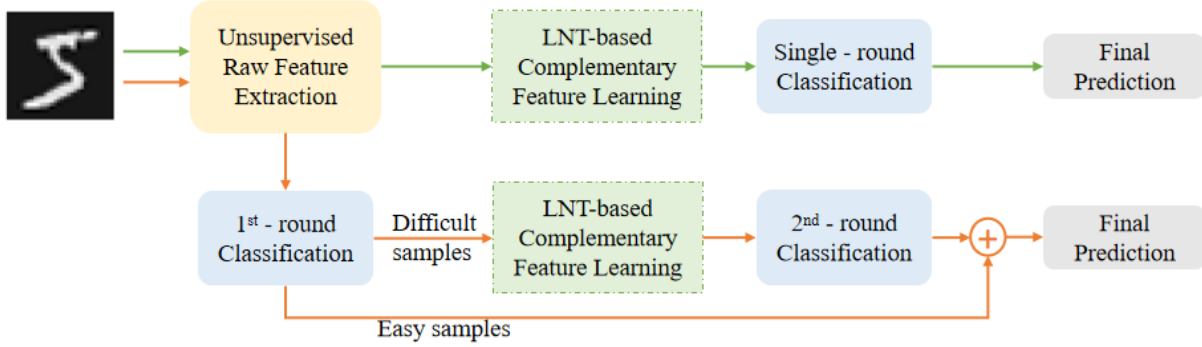 Unsupervised
Raw Feature
Extraction
LNT-based
Complementary
Feature Learning
Single - round
Classification
Final
Prediction
1st - round
Classification
Difficult
samples
LNT-based
Complementary
Feature Learning
2nd - round
Classification
+
Final
Prediction
Easy samples